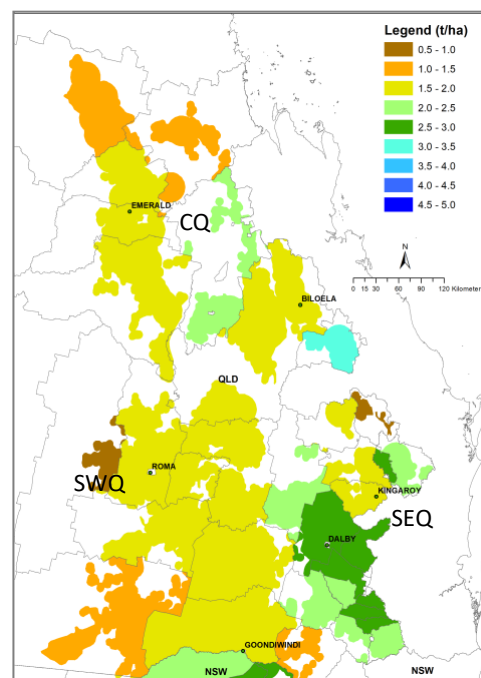 Legend (t/ha)
0.5 - 1.0
1.0 - 1.5
1.5 - 2.0
2.0 - 2.5
2.5 - 3.0
3.0 - 3.5
3.5 - 4.0
4.0 - 4.5
4.5 - 5.0
EMERALD
CQ
N
0 15 30 60 90 120 Kilometer
BILOELA
QLD
ROMA
SWQ
KINGAROY
SEQ
DALBY
GOONDIWINDI
NSW
NSW